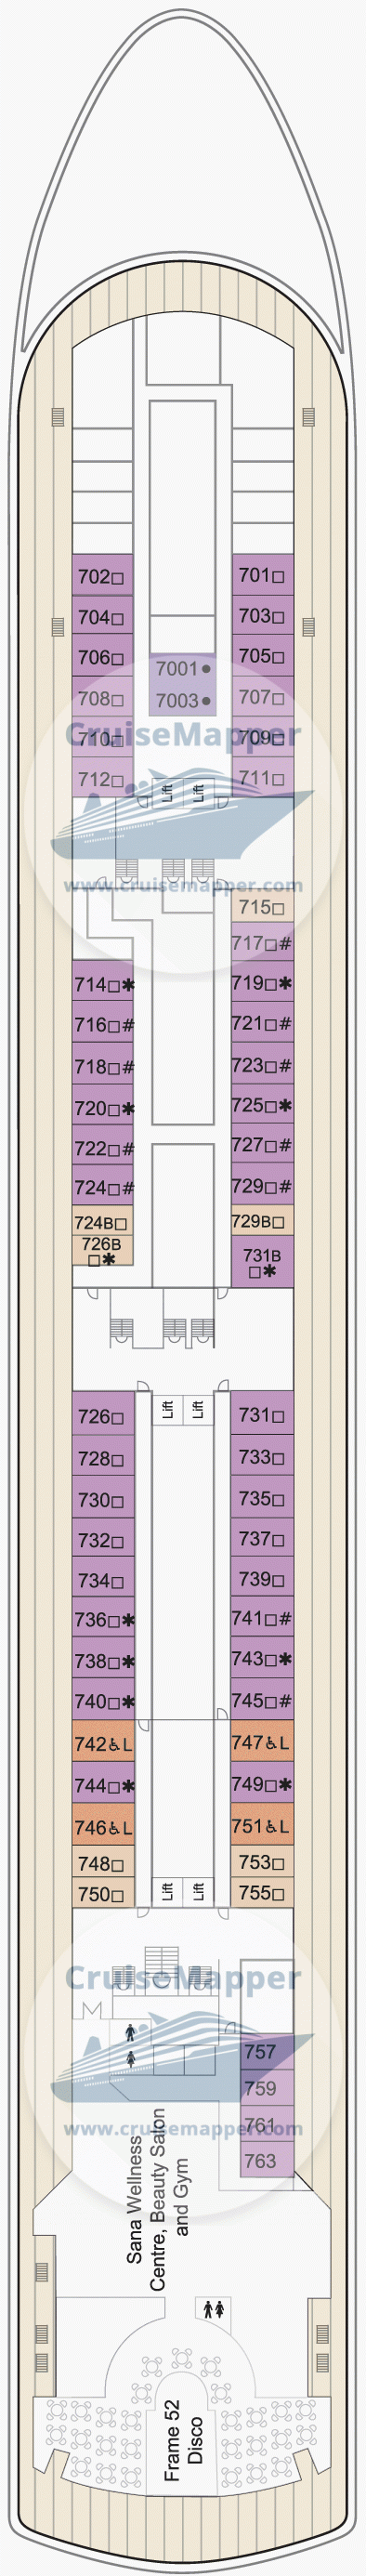 702□ 701□
704□ 703□
706□ 705□
7001●
708□ 7003● 707□
710□ 709□
CruiseMapper
712□ Lift Lift 711□
www.cruisemapper.com
715□
717□#
714□✱ 719□✱
716□# 721□#
718□# 723□#
720□✱ 725□✱
722□# 727□#
724□# 729□#
724B□ 729B□
726B 731B
□✱ □✱
Lift Lift
726□ 731□
728□ 733□
730□ 735□
732□ 737□
734□ 739□
736□✱ 741□#
738□✱ 743□✱
740□✱ 745□#
742♿L 747♿L
744□✱ 749□✱
746♿L 751♿L
748□ 753□
750□ Lift Lift 755□
CruiseMapper
757
759
761
www.cruisemapper.com
763
Sana Wellness
Centre, Beauty Salon
and Gym
Frame 52
Disco